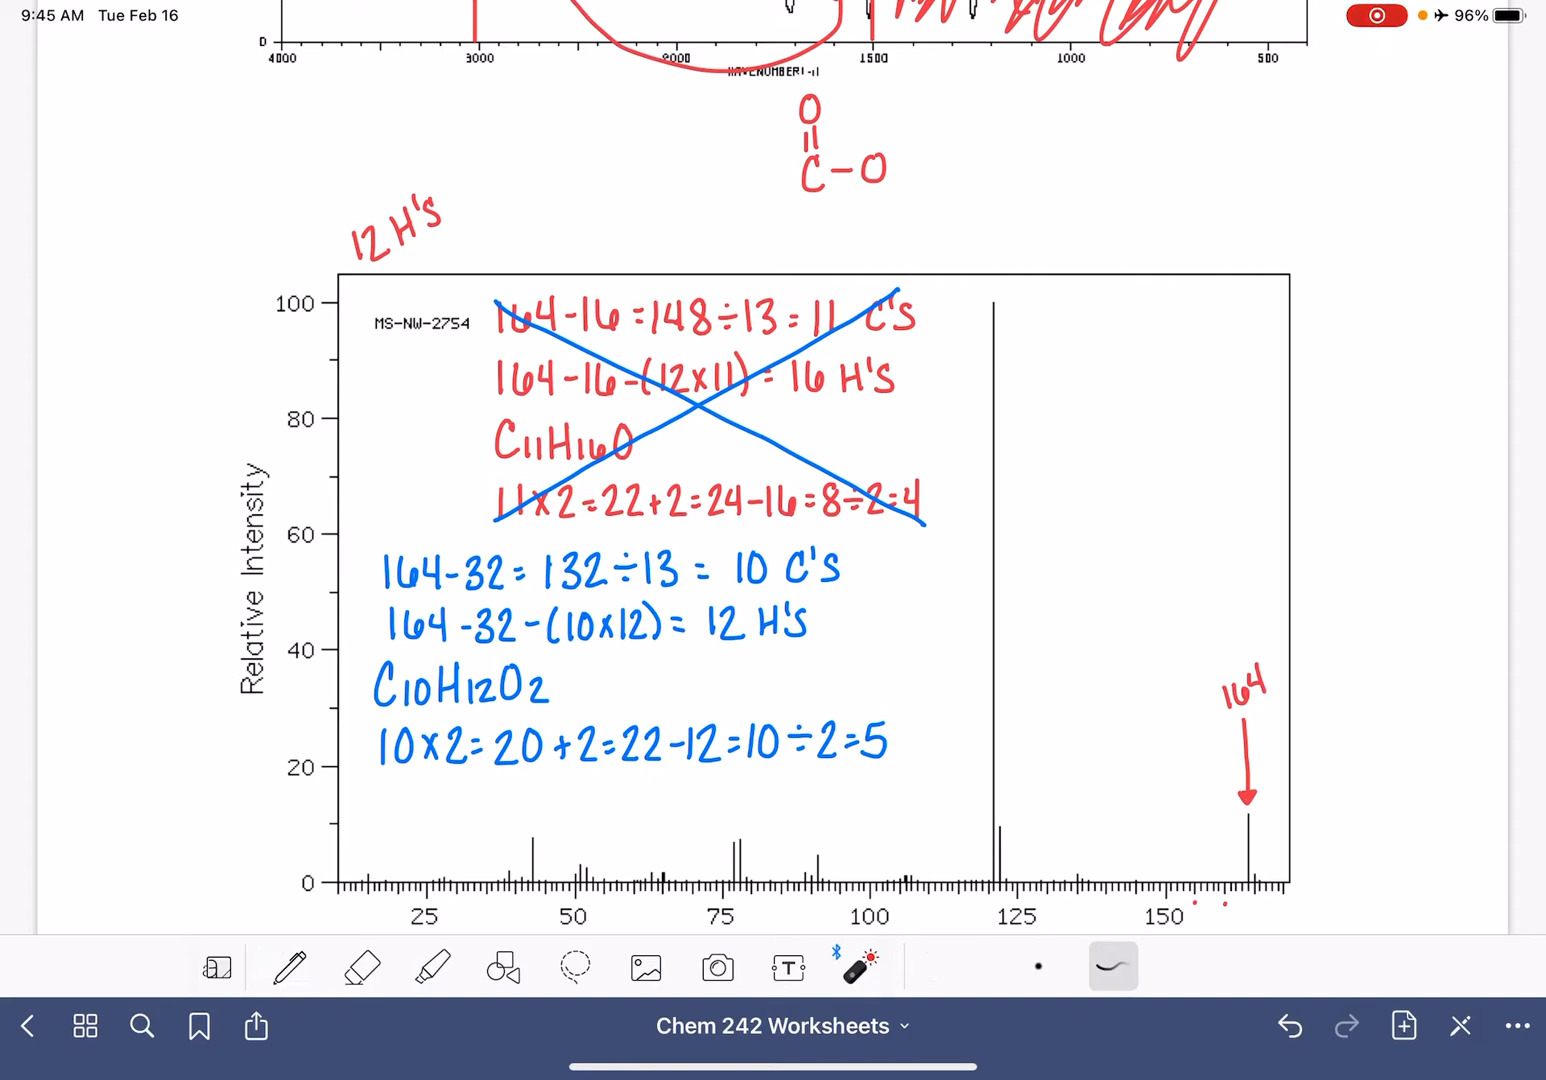 9:45 AM Tue Feb 16
96%
0
4000 3000 2000 1500 1000 500
WAVENUMBER
O
C-O
12 H's
100
80
60
40
20
0
Relative Intensity
MS-NW-2754
164-16=148÷13=11 C's
164-16-(12x11)= 16 H's
C11H16O
11x2=22+2=24-16=8÷2=4
164-32= 132÷13= 10 C's
164-32-(10x12)= 12 H's
C10H12O2
10x2=20+2=22-12=10÷2=5
164
25 50 75 100 125 150
T
Chem 242 Worksheets